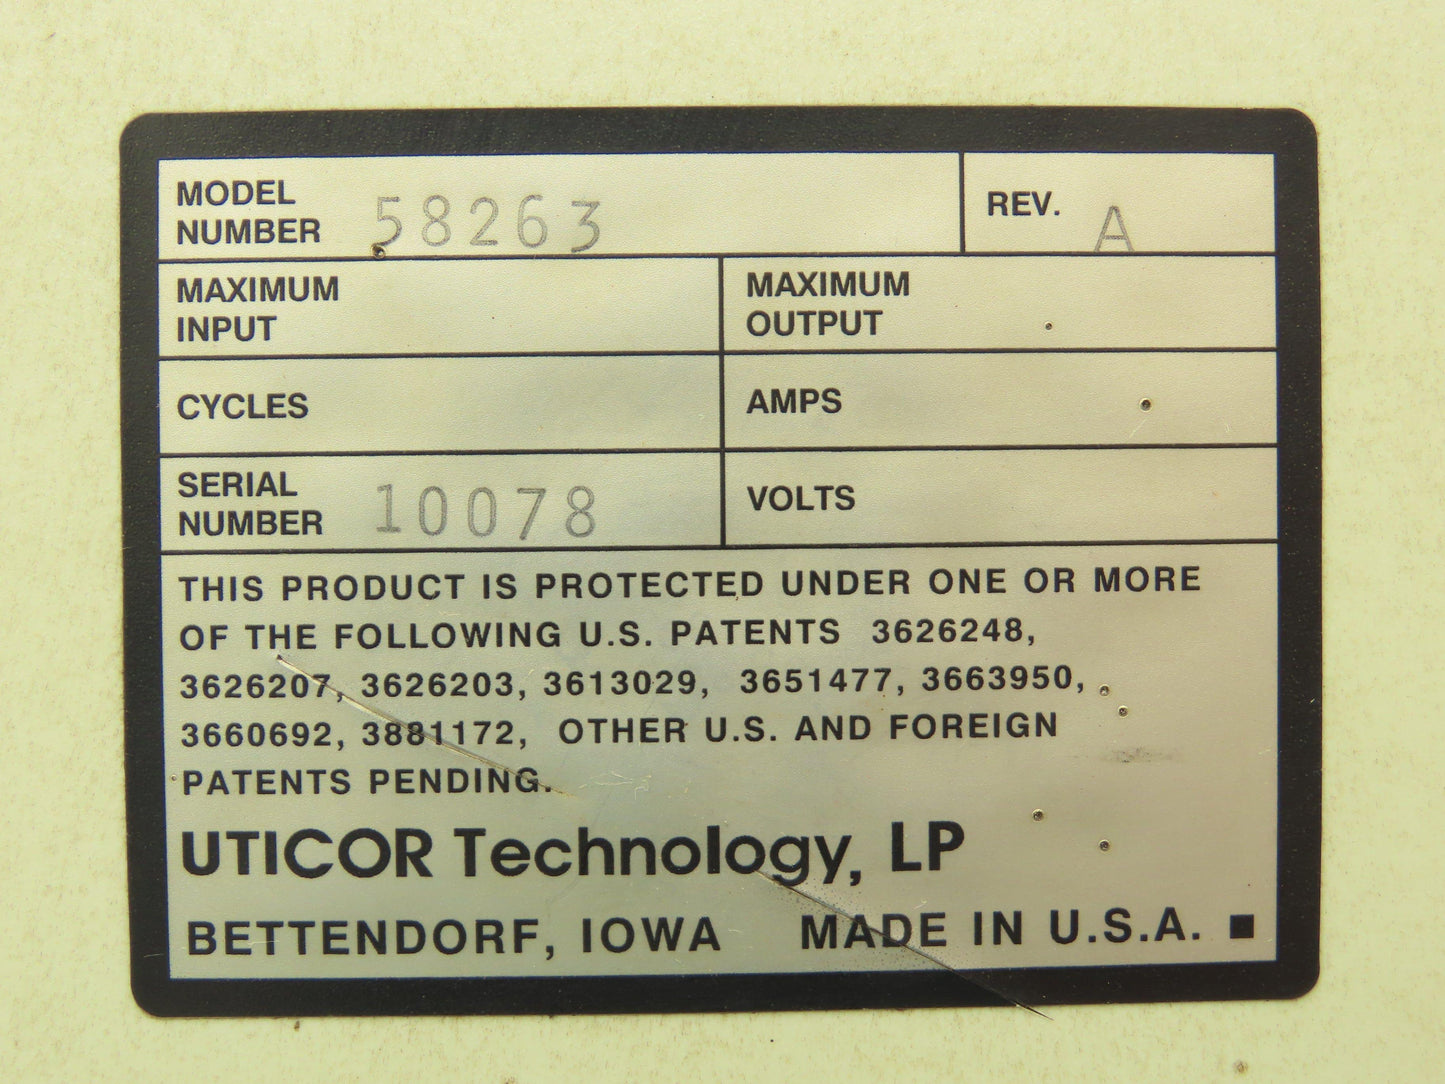 MODEL
NUMBER 58263
REV. A
MAXIMUM
INPUT
MAXIMUM
OUTPUT
CYCLES
AMPS
SERIAL
NUMBER 10078
VOLTS
THIS PRODUCT IS PROTECTED UNDER ONE OR MORE
OF THE FOLLOWING U.S. PATENTS 3626248,
3626207, 3626203, 3613029, 3651477, 3663950,
3660692, 3881172, OTHER U.S. AND FOREIGN
PATENTS PENDING.
UTICOR Technology, LP
BETTENDORF, IOWA MADE IN U.S.A. ■